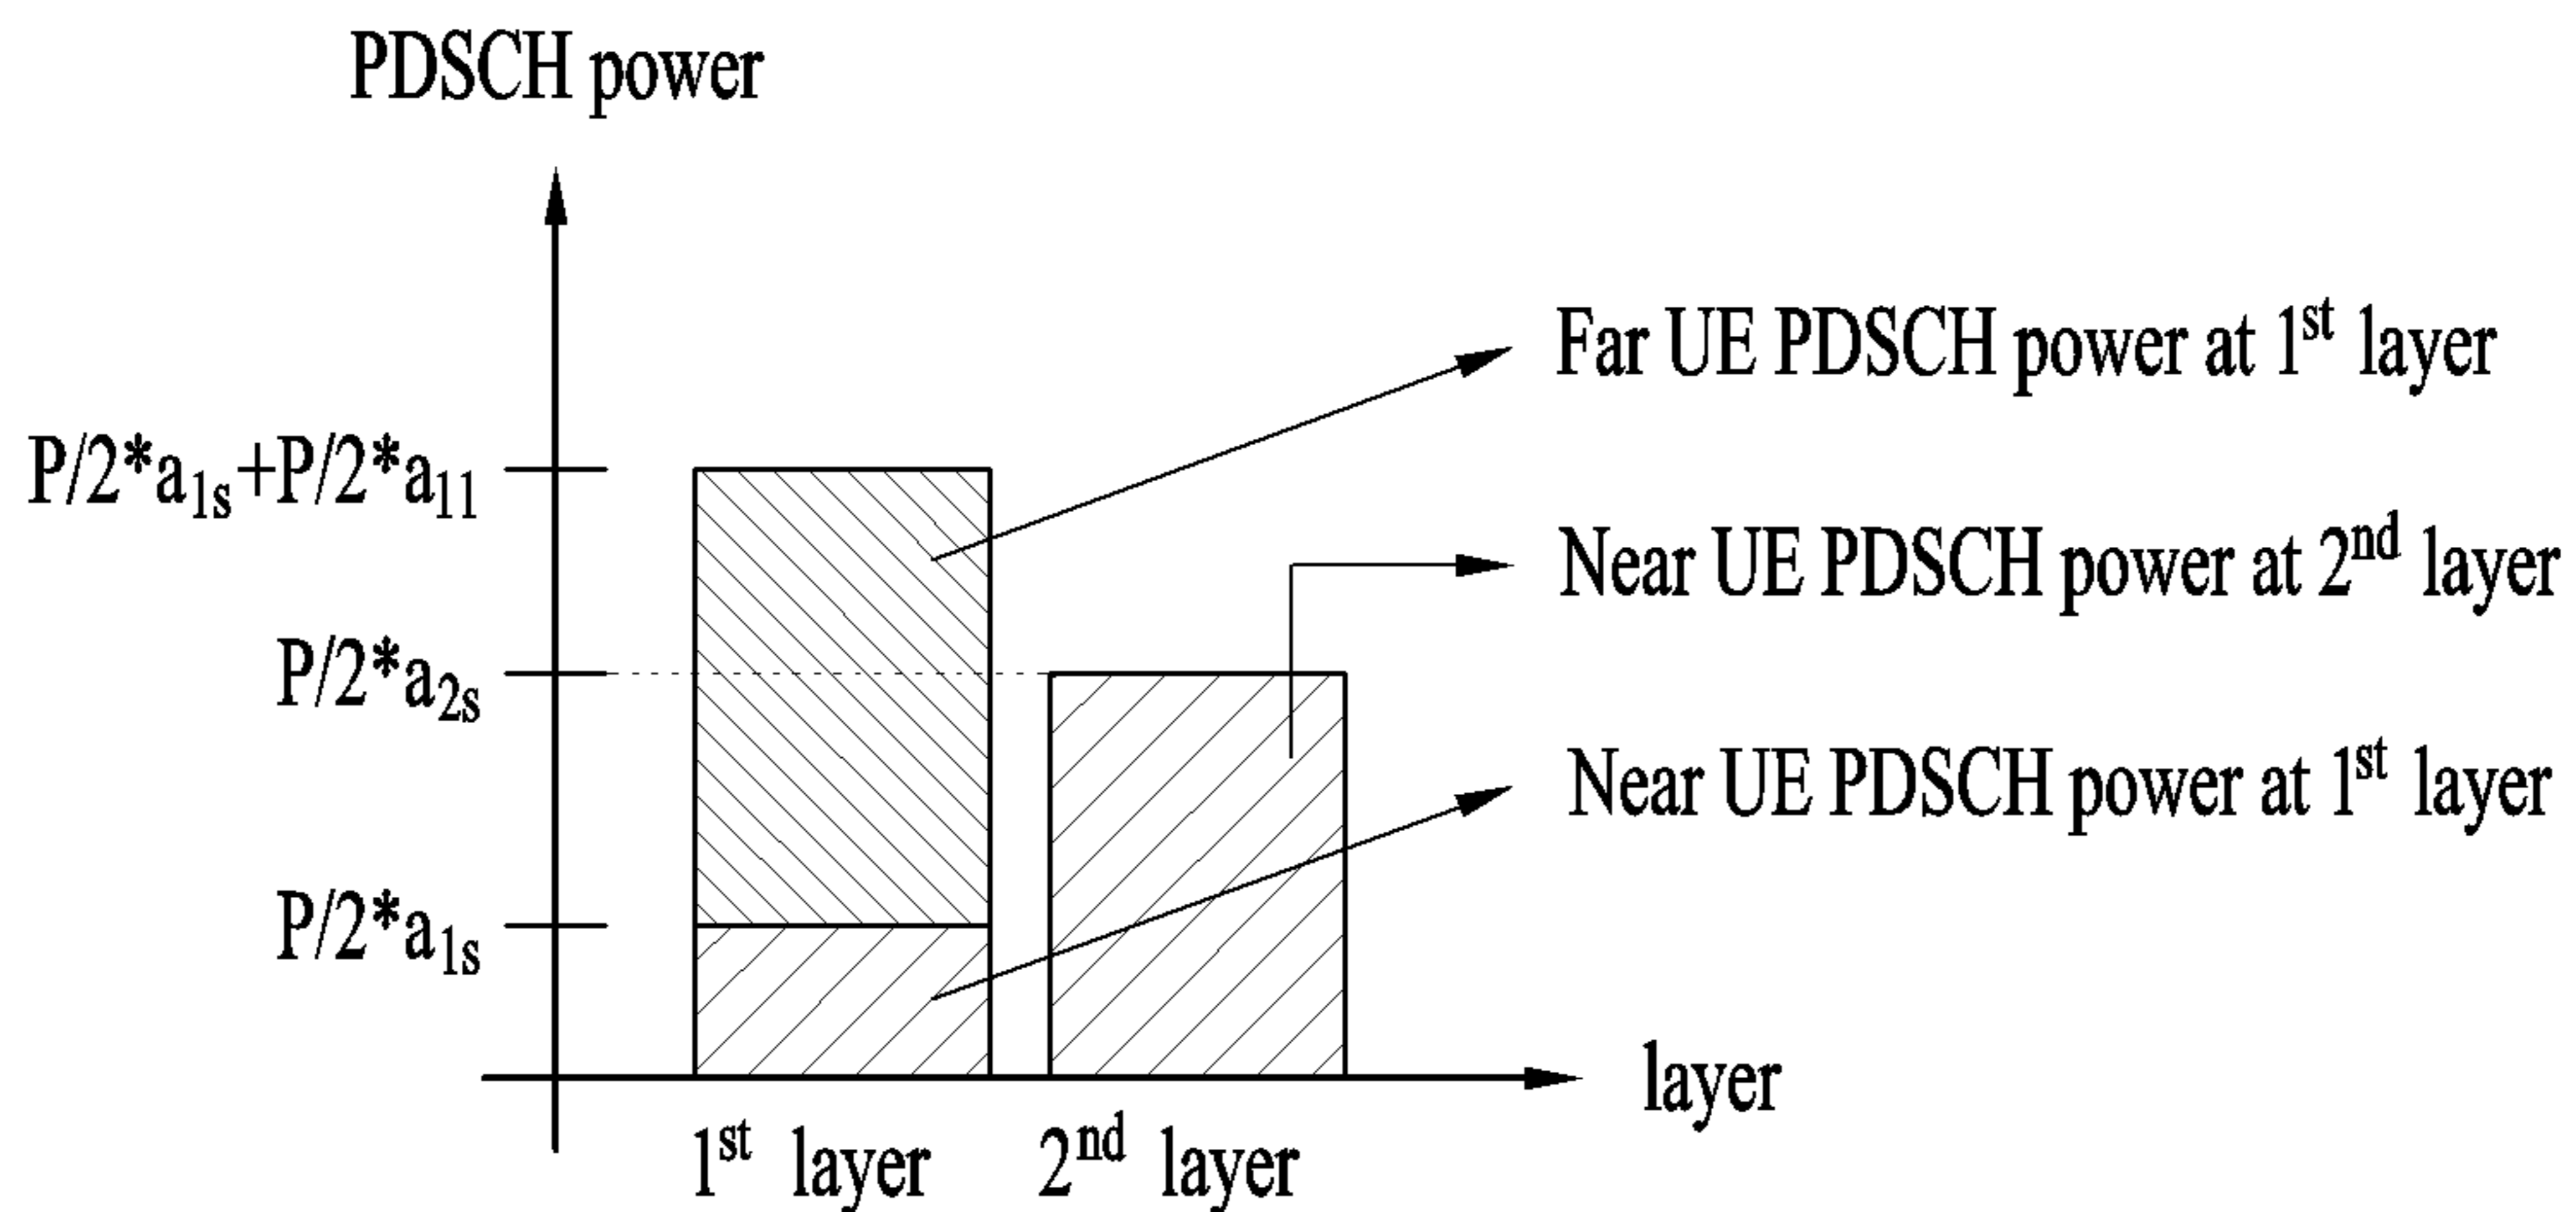 PDSCH power
Far UE PDSCH power at 1st layer
P/2*a1s+P/2*a11
Near UE PDSCH power at 2nd layer
P/2*a2s
Near UE PDSCH power at 1st layer
P/2*a1s
layer
1st layer
2nd layer